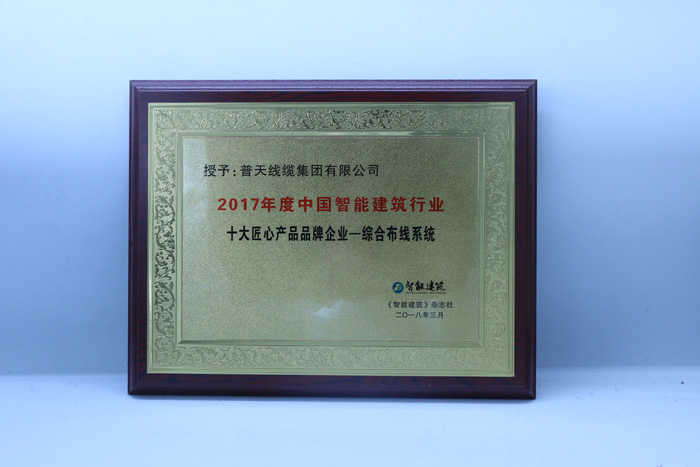 授予：普天线缆集团有限公司
2017年度中国智能建筑行业
十大匠心产品品牌企业—综合布线系统
智能建筑
《智能建筑》杂志社
二〇一八年三月